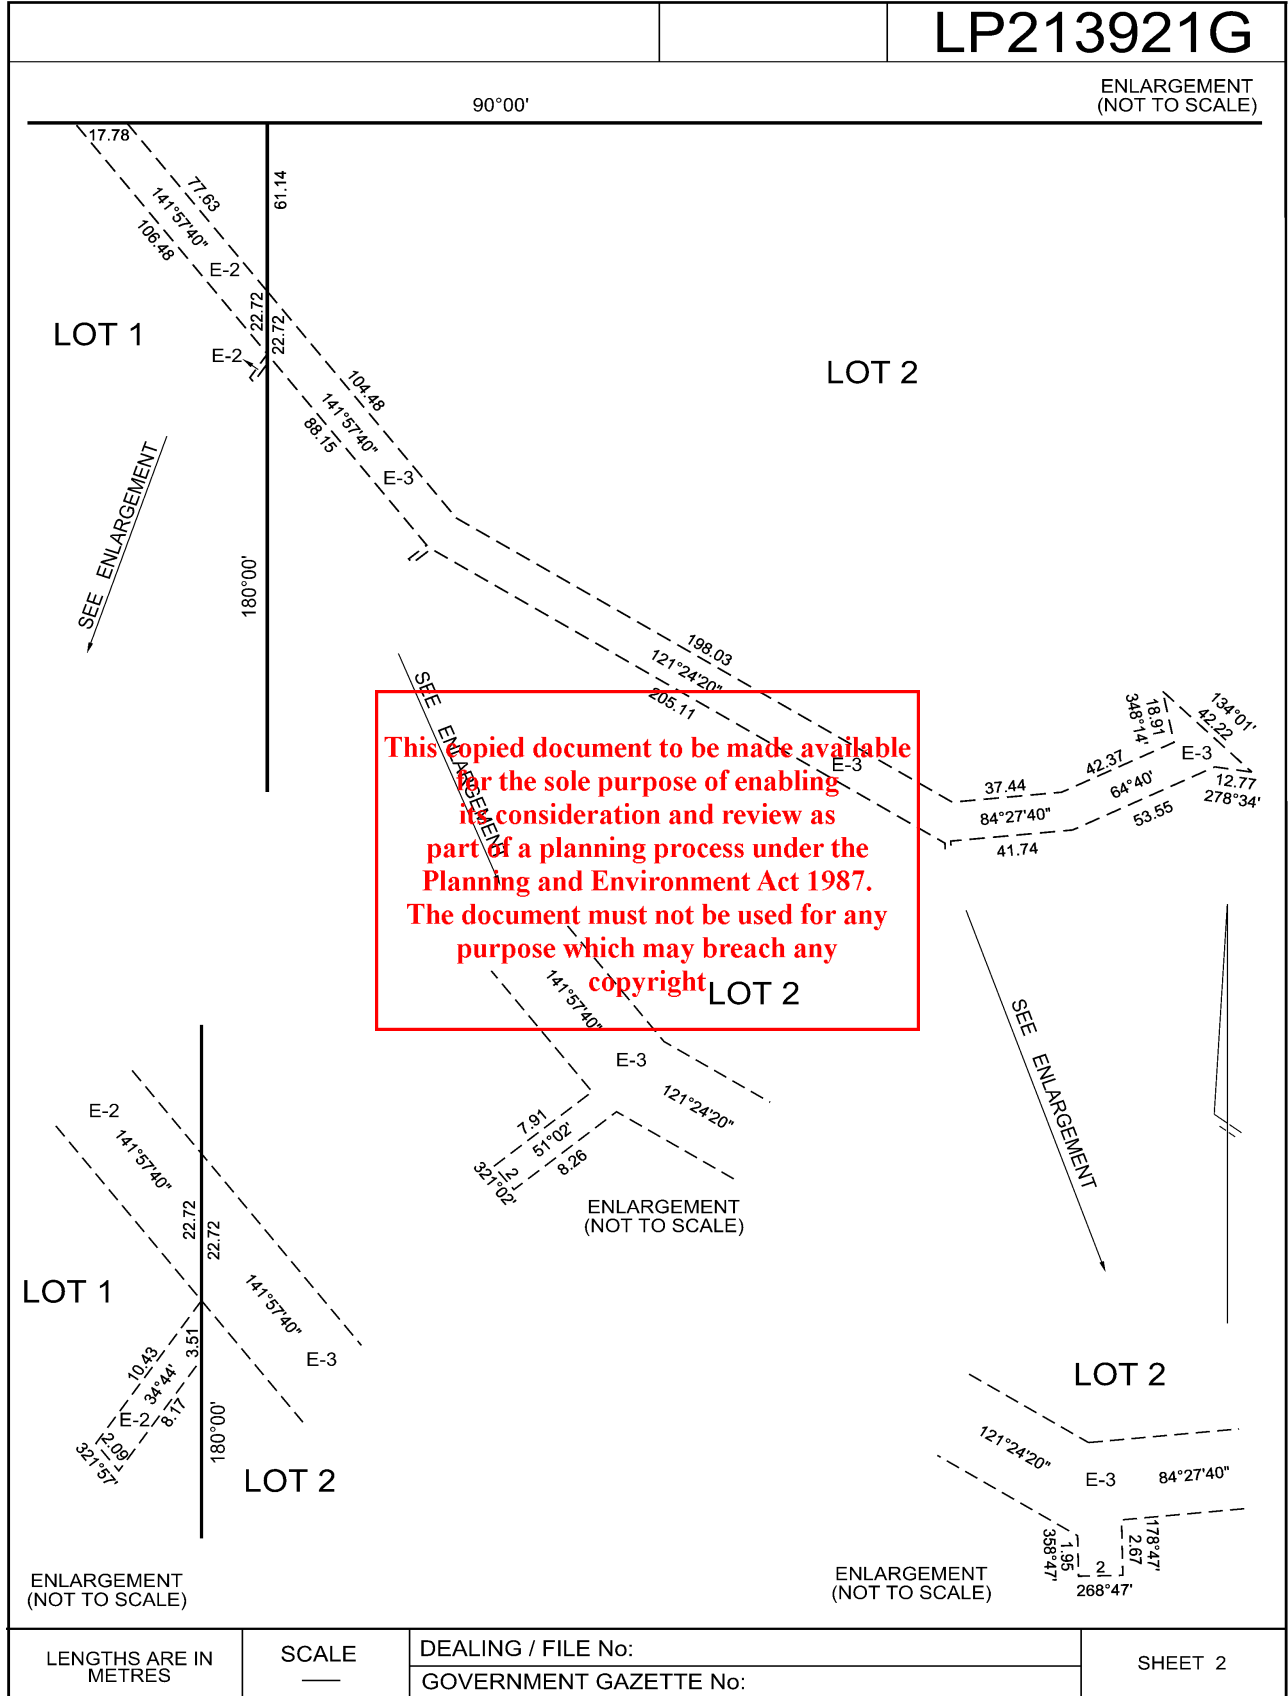 LP213921G
ENLARGEMENT
(NOT TO SCALE)
90°00'
17.78
77.63
141°57'40"
106.48
61.14
E-2
22.72
22.72
LOT 1
E-2
LOT 2
104.48
141°57'40"
88.15
E-3
SEE ENLARGEMENT
180°00'
198.03
121°24'20"
205.11
E-3
SEE ENLARGEMENT
37.44
84°27'40"
41.74
42.37
64°40'
53.55
18.91
348°14'
134°01'
42.22
E-3
12.77
278°34'
This copied document to be made available
for the sole purpose of enabling
its consideration and review as
part of a planning process under the
Planning and Environment Act 1987.
The document must not be used for any
purpose which may breach any
copyright
LOT 2
141°57'40"
E-3
121°24'20"
7.91
51°02'
8.26
2
321°02'
ENLARGEMENT
(NOT TO SCALE)
SEE ENLARGEMENT
E-2
141°57'40"
22.72
22.72
LOT 1
141°57'40"
E-3
3.51
10.43
34°44'
8.17
E-2
2.09
321°57'
180°00'
LOT 2
ENLARGEMENT
(NOT TO SCALE)
LOT 2
121°24'20"
E-3
84°27'40"
1.95
358°47'
2
268°47'
178°47'
2.67
ENLARGEMENT
(NOT TO SCALE)
LENGTHS ARE IN
METRES
SCALE
DEALING / FILE No:
GOVERNMENT GAZETTE No:
SHEET 2